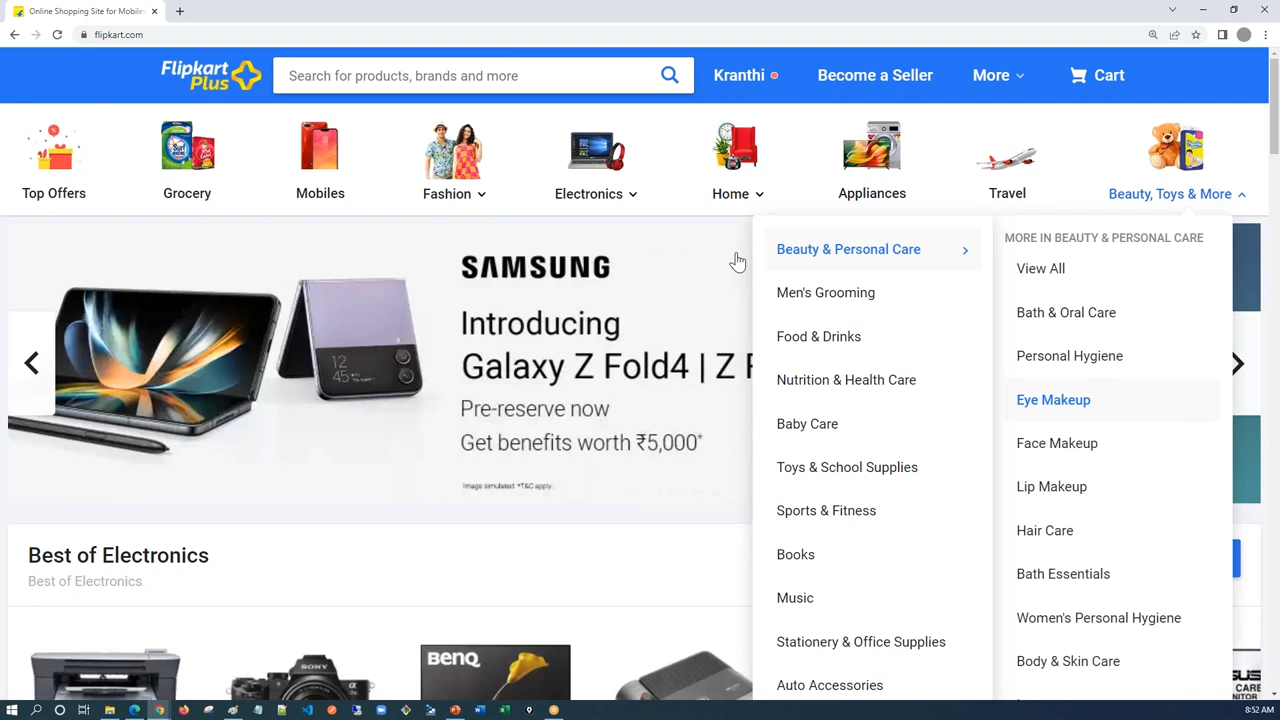 Online Shopping Site for Mobile
flipkart.com
Flipkart
Plus
Search for products, brands and more
Kranthi
Become a Seller
More
Cart
Top Offers
Grocery
Mobiles
Fashion
Electronics
Home
Appliances
Travel
Beauty, Toys & More
SAMSUNG
Introducing
Galaxy Z Fold4 | Z F
Pre-reserve now
Get benefits worth ₹5,000*
Image simulated. *T&C apply.
12
45
Beauty & Personal Care
Men's Grooming
Food & Drinks
Nutrition & Health Care
Baby Care
Toys & School Supplies
Sports & Fitness
Books
Music
Stationery & Office Supplies
Auto Accessories
MORE IN BEAUTY & PERSONAL CARE
View All
Bath & Oral Care
Personal Hygiene
Eye Makeup
Face Makeup
Lip Makeup
Hair Care
Bath Essentials
Women's Personal Hygiene
Body & Skin Care
Best of Electronics
Best of Electronics
SONY
BENQ
8:52 AM